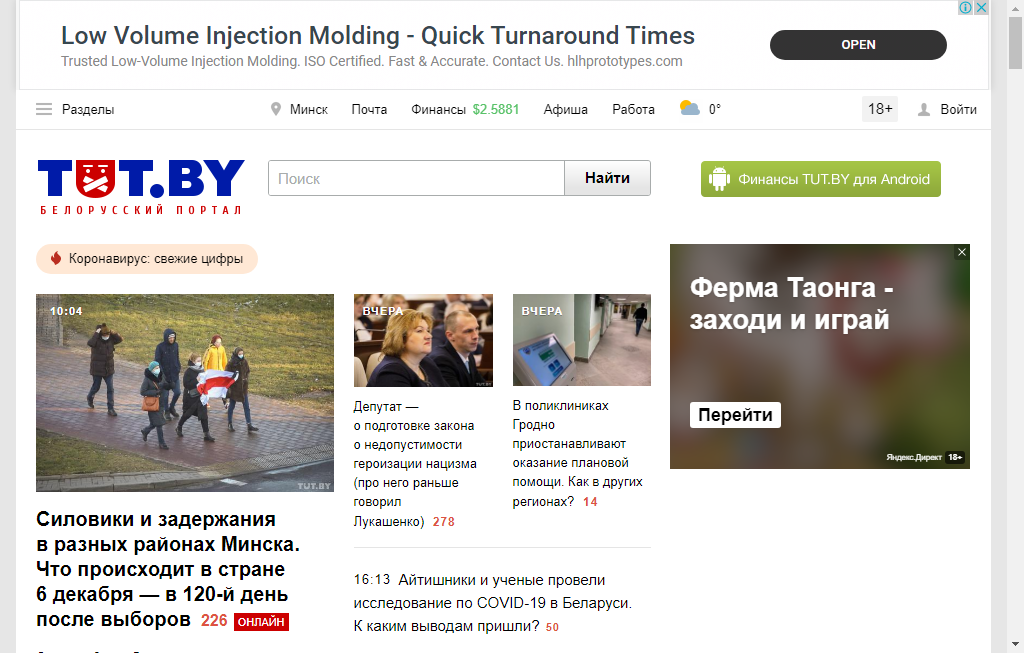 Low Volume Injection Molding - Quick Turnaround Times
Trusted Low-Volume Injection Molding. ISO Certified. Fast & Accurate. Contact Us. hlhprototypes.com
OPEN
Разделы
Минск
Почта
Финансы $2.5881
Афиша
Работа
0°
18+
Войти
TUT.BY
БЕЛОРУССКИЙ ПОРТАЛ
Поиск
Найти
Финансы TUT.BY для Android
Коронавирус: свежие цифры
10:04
TUT.BY
Силовики и задержания
в разных районах Минска.
Что происходит в стране
6 декабря — в 120-й день
после выборов 226 ОНЛАЙН
ВЧЕРА
TUT.BY
Депутат —
о подготовке закона
о недопустимости
героизации нацизма
(про него раньше
говорил
Лукашенко) 278
ВЧЕРА
В поликлиниках
Гродно
приостанавливают
оказание плановой
помощи. Как в других
регионах? 14
16:13 Айтишники и ученые провели
исследование по COVID-19 в Беларуси.
К каким выводам пришли? 50
Ферма Таонга -
заходи и играй
Перейти
Яндекс.Директ 18+